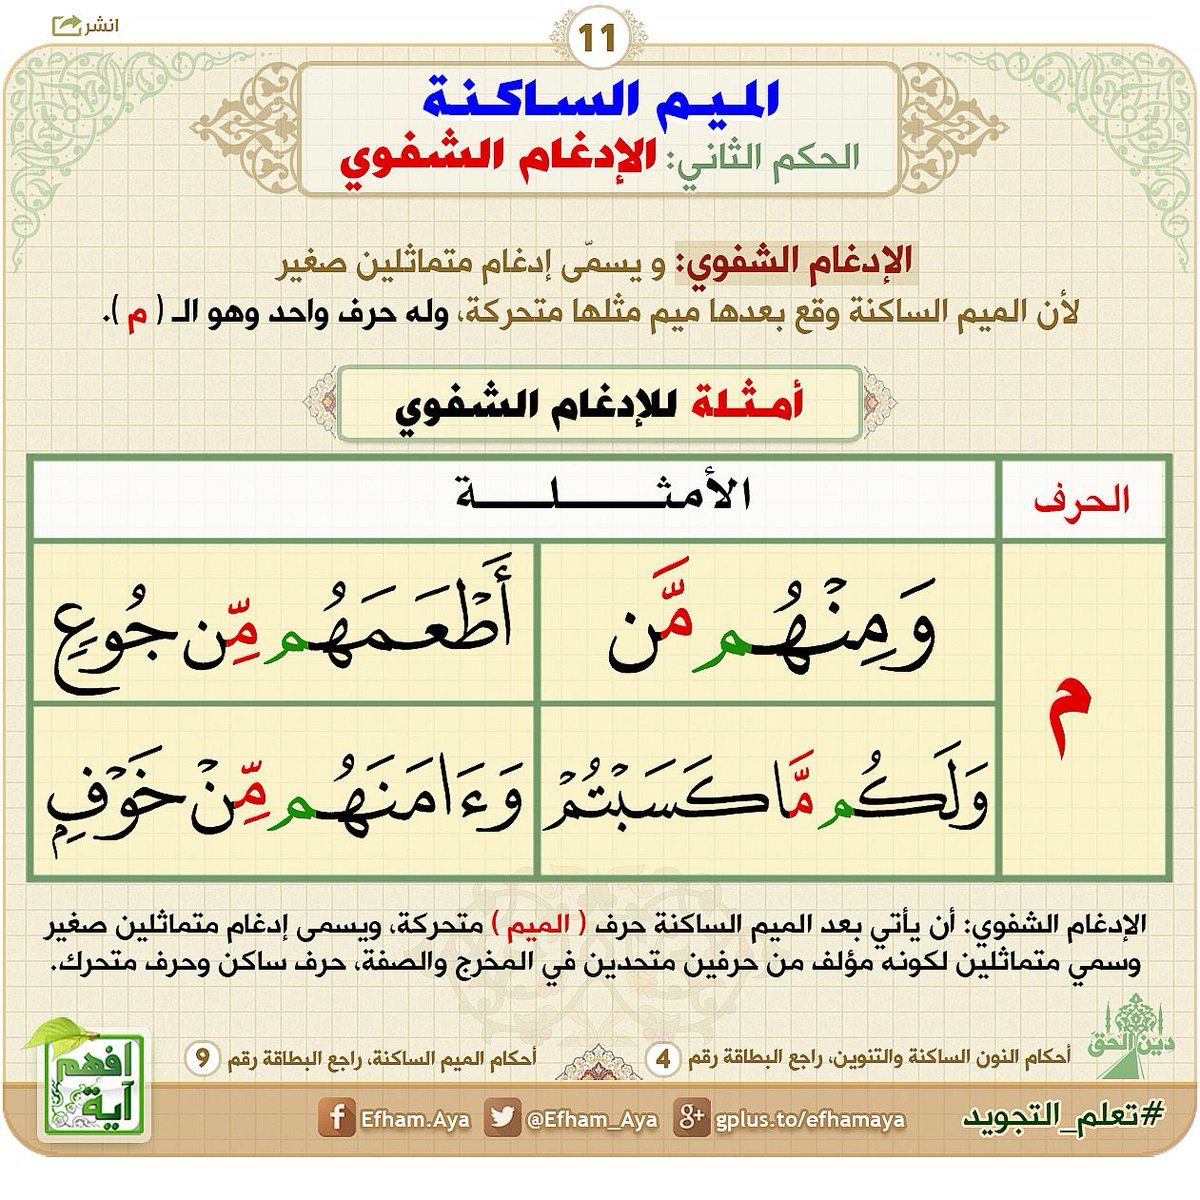 انشر
11
الميم الساكنة
الحكم الثاني: الإدغام الشفوي
الإدغام الشفوي: و يسمّى إدغام متماثلين صغير
لأن الميم الساكنة وقع بعدها ميم مثلها متحركة، وله حرف واحد وهو الـ ( م ).
أمثلة للإدغام الشفوي
الحرف
الأمثـــــلـــــة
م
وَمِنْهُم مَّن
أَطْعَمَهُم مِّن جُوعٍ
وَلَكُم مَّا كَسَبْتُمْ
وَءَامَنَهُم مِّنْ خَوْفٍ
الإدغام الشفوي: أن يأتي بعد الميم الساكنة حرف ( الميم ) متحركة، ويسمى إدغام متماثلين صغير
وسمي متماثلين لكونه مؤلف من حرفين متحدين في المخرج والصفة، حرف ساكن وحرف متحرك.
دين الحق
أحكام النون الساكنة والتنوين، راجع البطاقة رقم 4
أحكام الميم الساكنة، راجع البطاقة رقم 9
افهم
آية
#تعلم_التجويد
gplus.to/efhamaya
@Efham_Aya
Efham.Aya